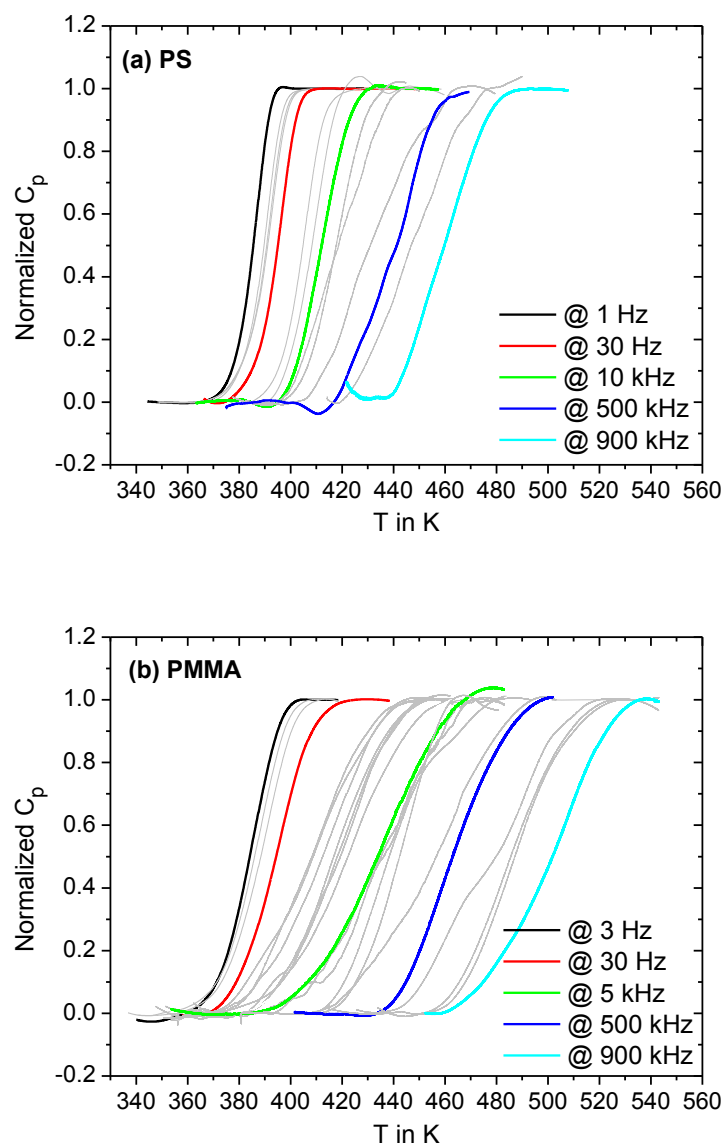 1.2
(a) PS
1.0
0.8
0.6
0.4
0.2
0.0
-0.2
Normalized Cp
@ 1 Hz
@ 30 Hz
@ 10 kHz
@ 500 kHz
@ 900 kHz
340 360 380 400 420 440 460 480 500 520 540 560
T in K
1.2
(b) PMMA
1.0
0.8
0.6
0.4
0.2
0.0
-0.2
Normalized Cp
@ 3 Hz
@ 30 Hz
@ 5 kHz
@ 500 kHz
@ 900 kHz
340 360 380 400 420 440 460 480 500 520 540 560
T in K